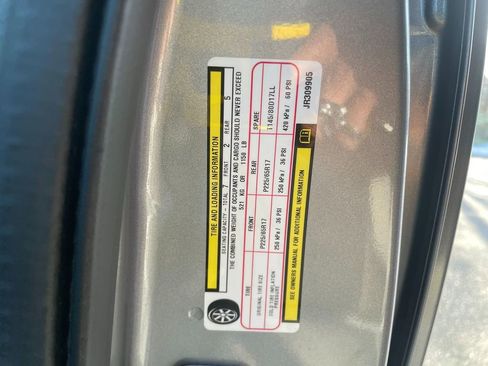 TIRE AND LOADING INFORMATION
SEATING CAPACITY - TOTAL 7 FRONT 2 REAR 5
THE COMBINED WEIGHT OF OCCUPANTS AND CARGO SHOULD NEVER EXCEED
521 KG OR 1150 LB
TIRE FRONT REAR SPARE
ORIGINAL TIRE SIZE P225/65R17 P225/65R17 T145/80D17LL
COLD TIRE INFLATION PRESSURE 250 kPa / 36 PSI 250 kPa / 36 PSI 420 kPa / 60 PSI
SEE OWNERS MANUAL FOR ADDITIONAL INFORMATION
JR309905